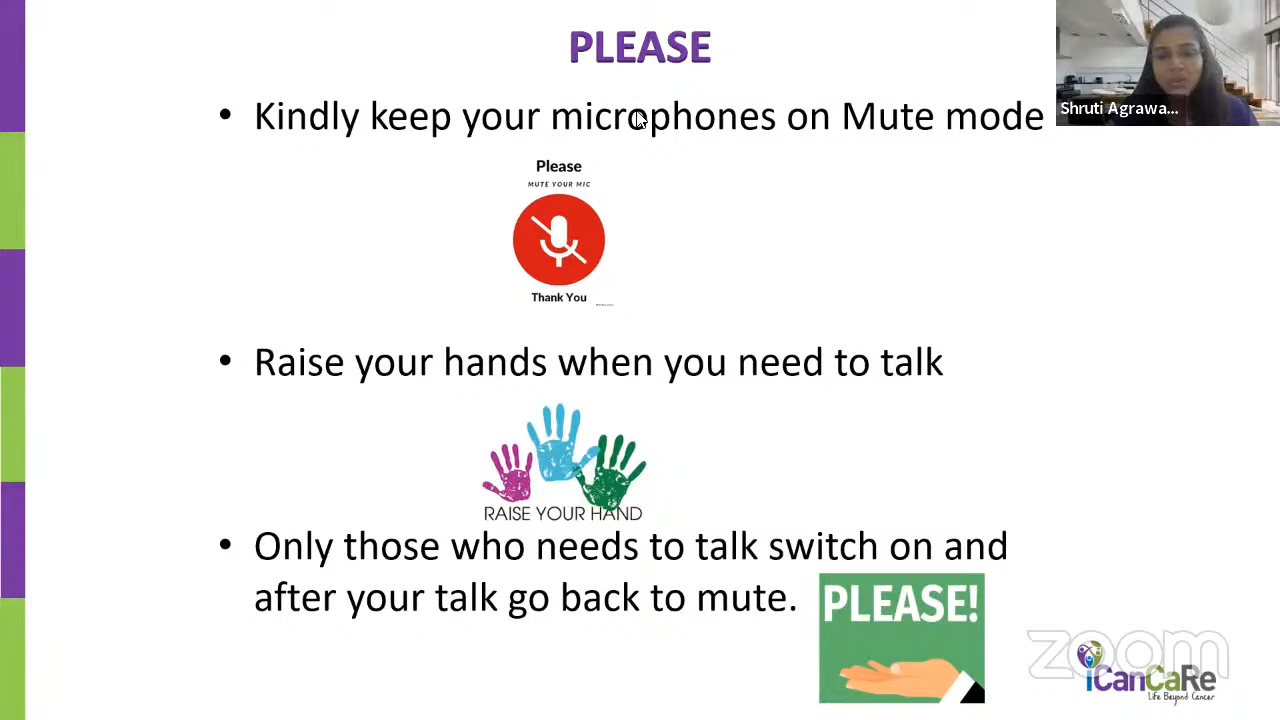 PLEASE
Shruti Agrawa...
• Kindly keep your microphones on Mute mode
Please
MUTE YOUR MIC
Thank You
• Raise your hands when you need to talk
RAISE YOUR HAND
• Only those who needs to talk switch on and
after your talk go back to mute.
PLEASE!
zoom
iCanCaRe
Life Beyond Cancer